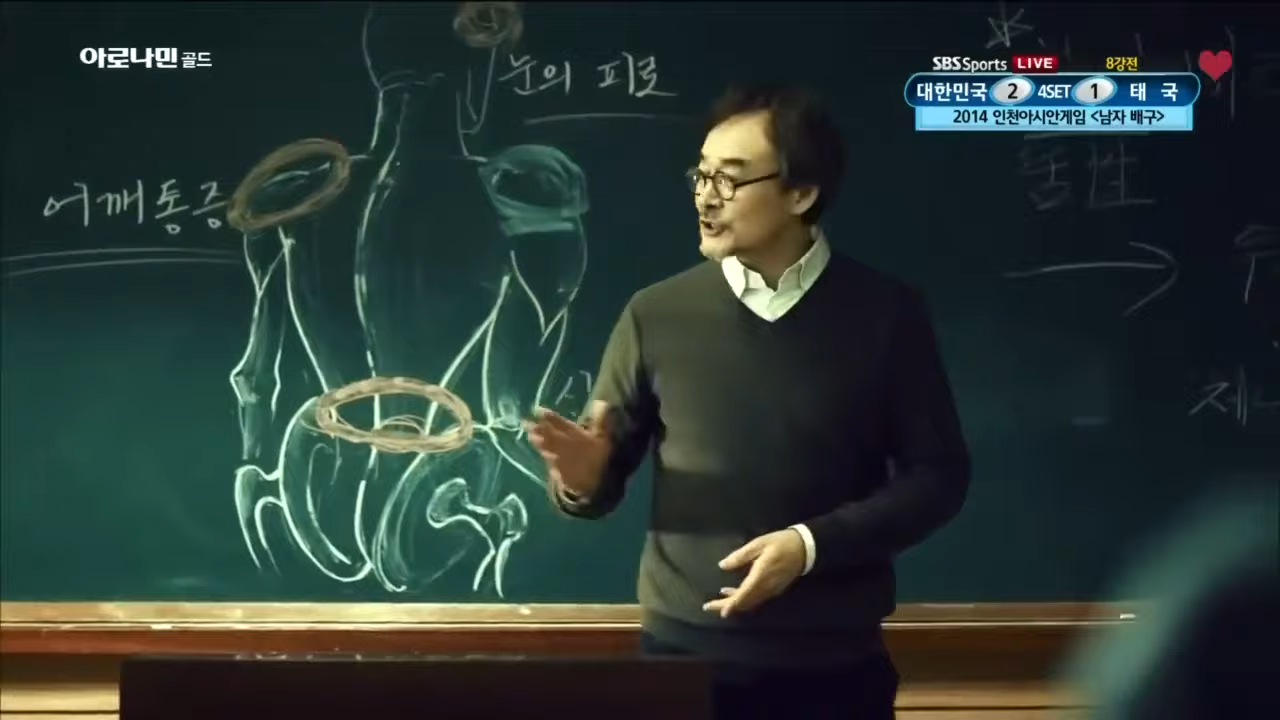 아로나민 골드
SBS Sports LIVE 8강전
대한민국 2 4SET 1 태국
2014 인천아시안게임 <남자 배구>
눈의 피로
어깨통증
活性